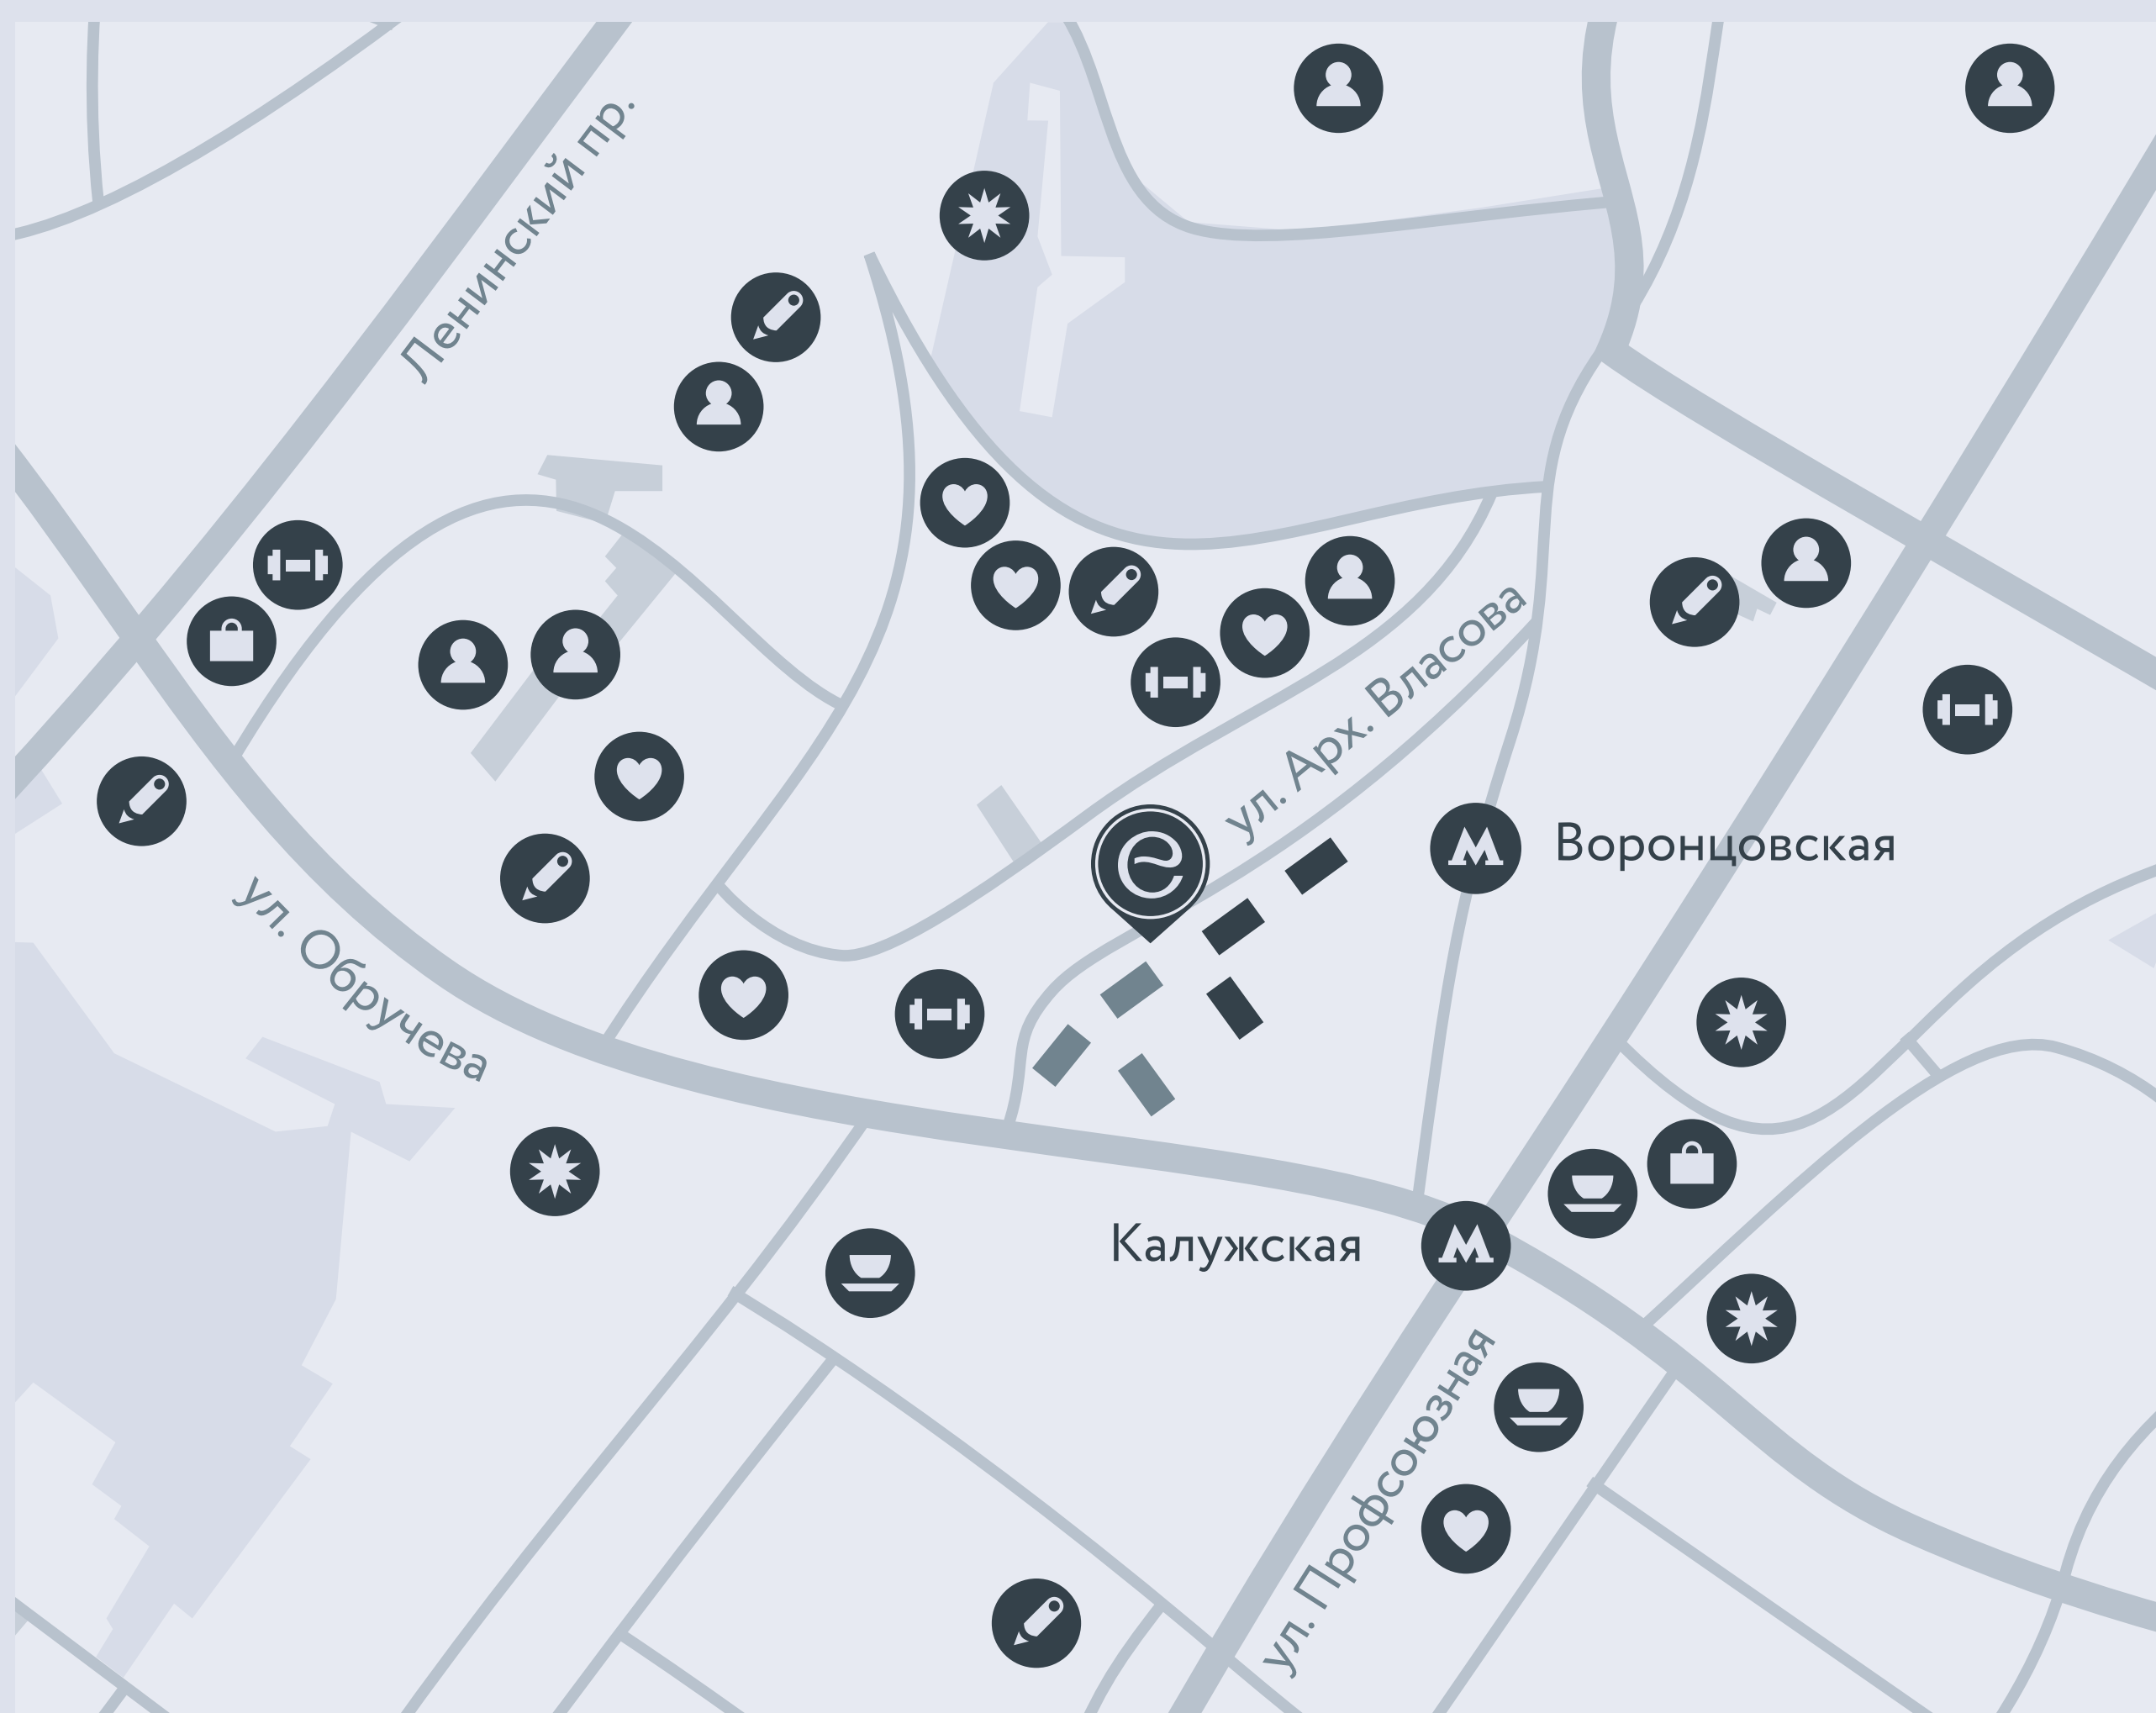 Ленинский пр.
ул. Арх. Власова
Воронцовская
ул. Обручева
Калужская
ул. Профсоюзная